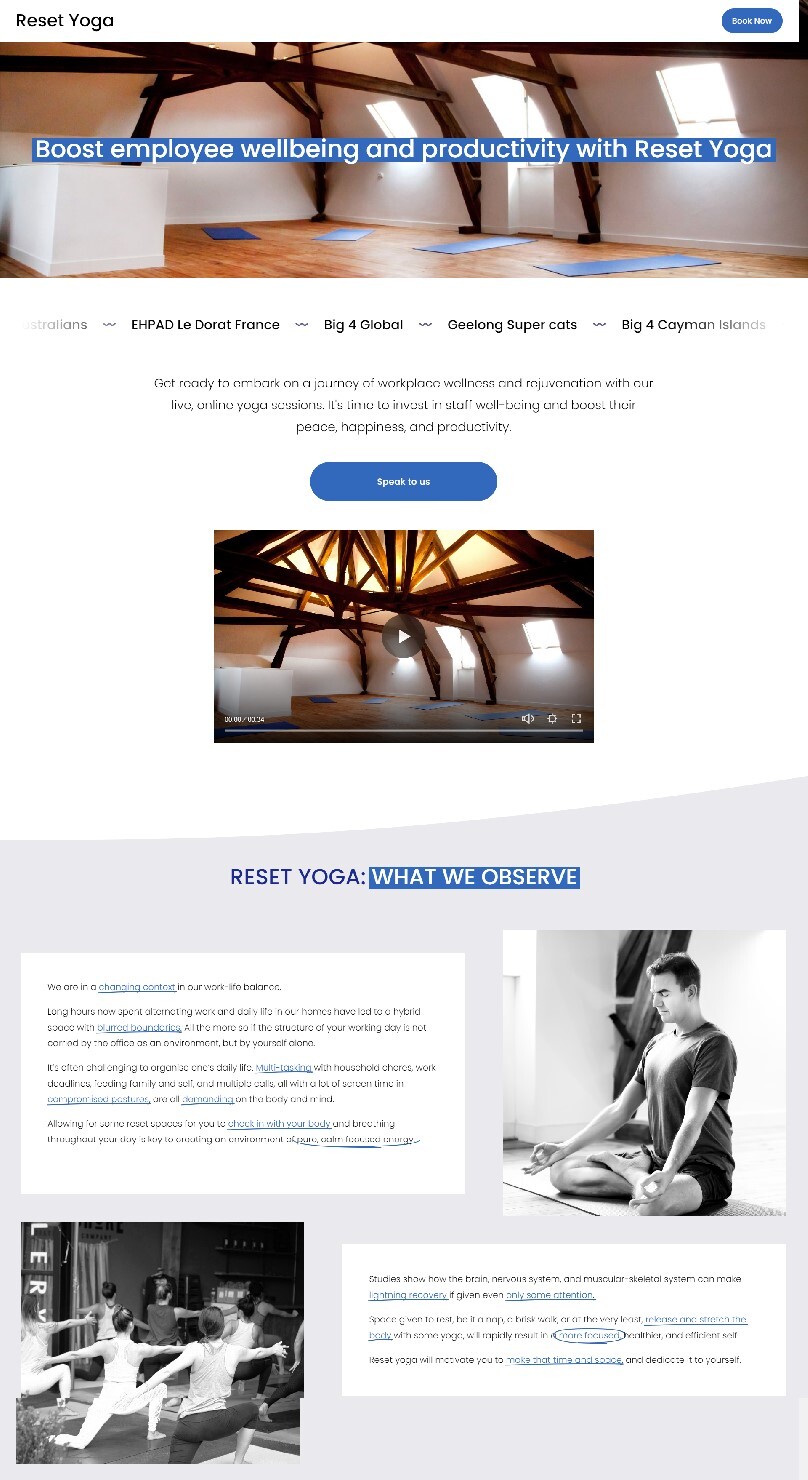 Reset Yoga
Book Now
Boost employee wellbeing and productivity with Reset Yoga
ustralians
EHPAD Le Dorat France
Big 4 Global
Geelong Super cats
Big 4 Cayman Islands
Get ready to embark on a journey of workplace wellness and rejuvenation with our
live, online yoga sessions. It's time to invest in staff well-being and boost their
peace, happiness, and productivity.
Speak to us
00:00 / 00:34
RESET YOGA: WHAT WE OBSERVE
We are in a changing context in our work-life balance.
Long hours now spent alternating work and daily life in our homes have led to a hybrid
space with blurred boundaries. All the more so if the structure of your working day is not
carried by the office as an environment, but by yourself alone.
It's often challenging to organise one's daily life. Multi-tasking with household chores, work
deadlines, feeding family and self, and multiple calls, all with a lot of screen time in
compromised postures, are all demanding on the body and mind.
Allowing for some reset spaces for you to check in with your body and breathing
throughout your day is key to creating an environment of pure, calm focused energy.
LERY
Studies show how the brain, nervous system, and muscular-skeletal system can make
lightning recovery if given even only some attention.
Space given to rest, be it a nap, a brisk walk, or at the very least, release and stretch the
body with some yoga, will rapidly result in a more focused, healthier, and efficient self
Reset yoga will motivate you to make that time and space, and dedicate it to yourself.